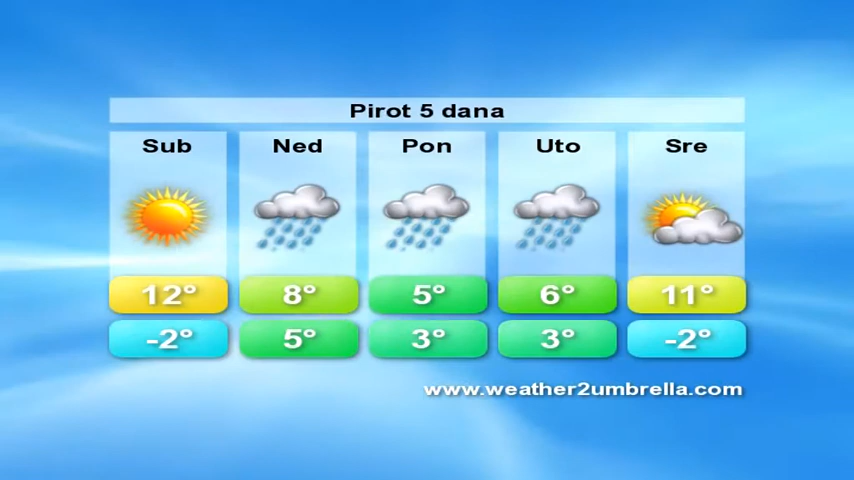 Pirot 5 dana
Sub Ned Pon Uto Sre
12° 8° 5° 6° 11°
-2° 5° 3° 3° -2°
www.weather2umbrella.com